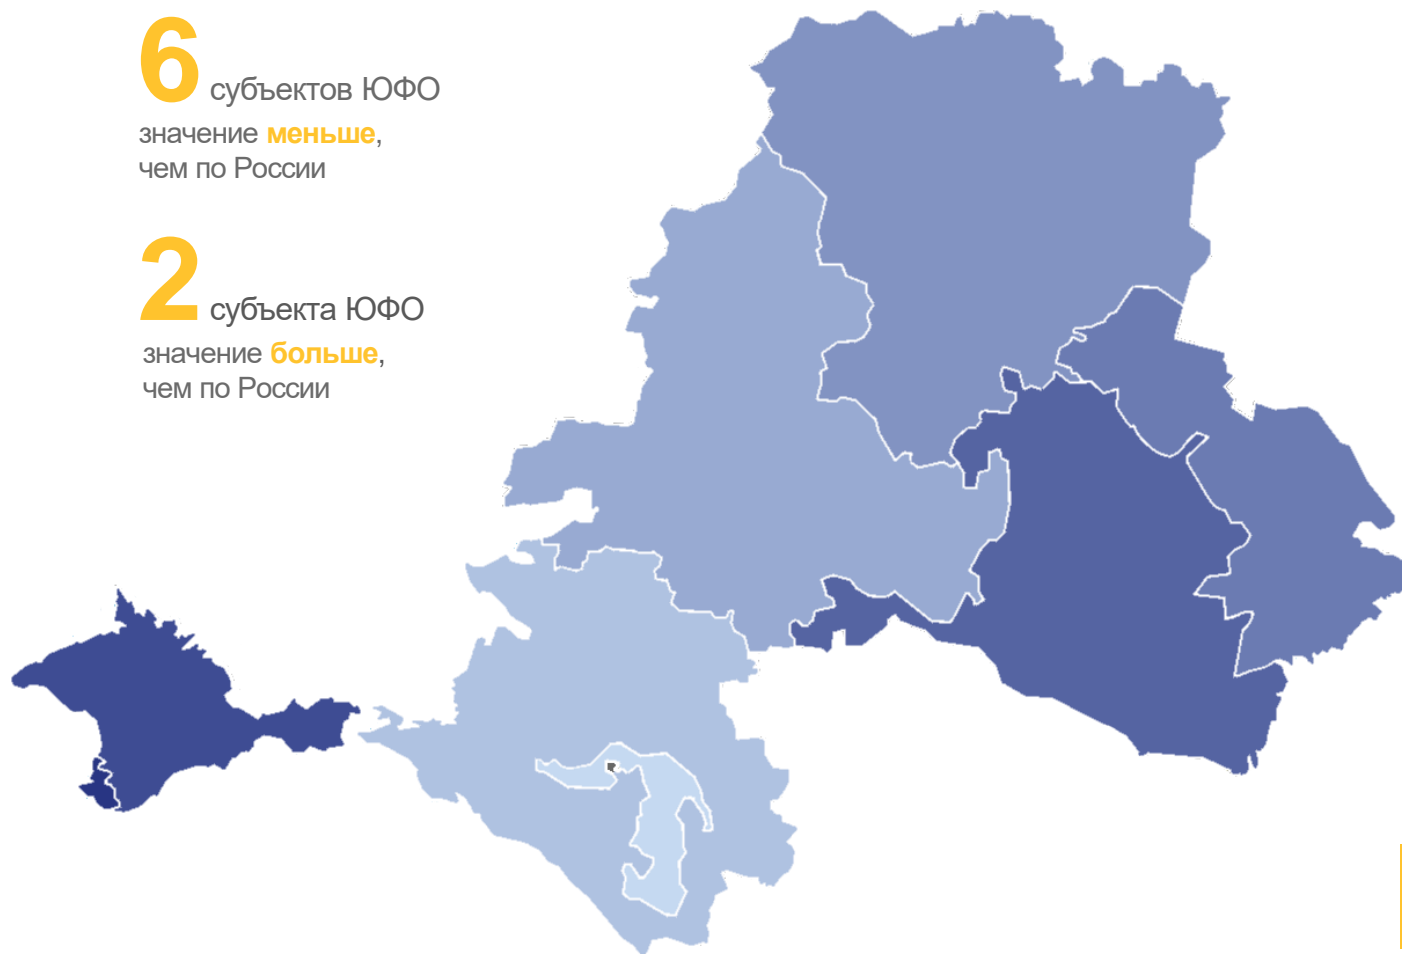 6 субъектов ЮФО
значение меньше,
чем по России
2 субъекта ЮФО
значение больше,
чем по России